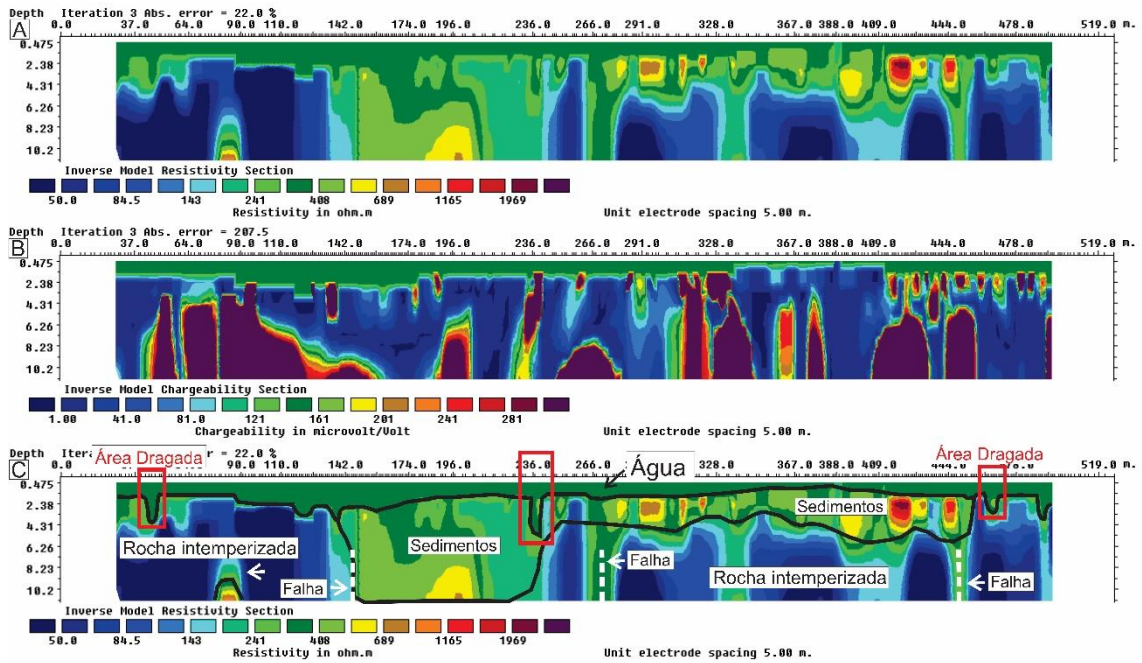 Depth Iteration 3 Abs. error = 22.0 %
A 0.0 37.0 64.0 90.0 110.0 142.0 174.0 196.0 236.0 266.0 291.0 328.0 367.0 388.0 409.0 444.0 478.0 519.0 m.
0.475
2.38
4.31
6.26
8.23
10.2
Inverse Model Resistivity Section
50.0 84.5 143 241 408 689 1165 1969
Resistivity in ohm.m Unit electrode spacing 5.00 m.
Depth Iteration 3 Abs. error = 207.5
B 0.0 37.0 64.0 90.0 110.0 142.0 174.0 196.0 236.0 266.0 291.0 328.0 367.0 388.0 409.0 444.0 478.0 519.0 m.
0.475
2.38
4.31
6.26
8.23
10.2
Inverse Model Chargeability Section
1.00 41.0 81.0 121 161 201 241 281
Chargeability in microvolt/Volt Unit electrode spacing 5.00 m.
Depth 3 Abs. error = 22.0 %
Área Dragada Água Área Dragada
C 0.0 90.0 110.0 142.0 174.0 196.0 236.0 266.0 328.0 367.0 388.0 409.0 444.0 478.0 519.0 m.
0.475
2.38 Sedimentos
4.31
6.26 Rocha intemperizada Sedimentos Falha
8.23 Falha Rocha intemperizada Falha
10.2
Inverse Model Resistivity Section
50.0 84.5 143 241 408 689 1165 1969
Resistivity in ohm.m Unit electrode spacing 5.00 m.